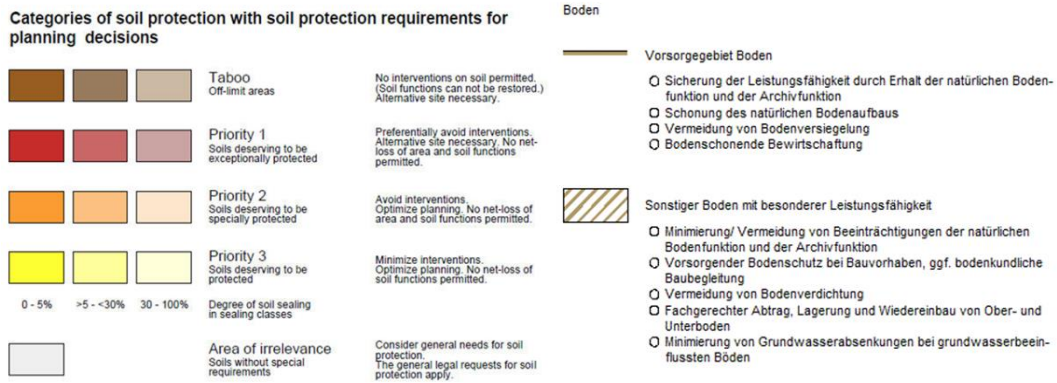 Categories of soil protection with soil protection requirements for
planning decisions
Taboo
Off-limit areas
No interventions on soil permitted.
(Soil functions can not be restored.)
Alternative site necessary.
Priority 1
Soils deserving to be
exceptionally protected
Preferentially avoid interventions.
Alternative site necessary. No net-
loss of area and soil functions
permitted.
Priority 2
Soils deserving to be
specially protected
Avoid interventions.
Optimize planning. No net-loss of
area and soil functions permitted.
Priority 3
Soils deserving to be
protected
Minimize interventions.
Optimize planning. No net-loss of
soil functions permitted.
0 - 5% >5 - <30% 30 - 100% Degree of soil sealing
in sealing classes
Area of irrelevance
Soils without special
requirements
Consider general needs for soil
protection.
The general legal requests for soil
protection apply.
Boden
Vorsorgegebiet Boden
Sicherung der Leistungsfähigkeit durch Erhalt der natürlichen Boden-
funktion und der Archivfunktion
Schonung des natürlichen Bodenaufbaus
Vermeidung von Bodenversiegelung
Bodenschonende Bewirtschaftung
Sonstiger Boden mit besonderer Leistungsfähigkeit
Minimierung/ Vermeidung von Beeinträchtigungen der natürlichen
Bodenfunktion und der Archivfunktion
Vorsorgender Bodenschutz bei Bauvorhaben, ggf. bodenkundliche
Baubegleitung
Vermeidung von Bodenverdichtung
Fachgerechter Abtrag, Lagerung und Wiedereinbau von Ober- und
Unterboden
Minimierung von Grundwasserabsenkungen bei grundwasserbeein-
flussten Böden